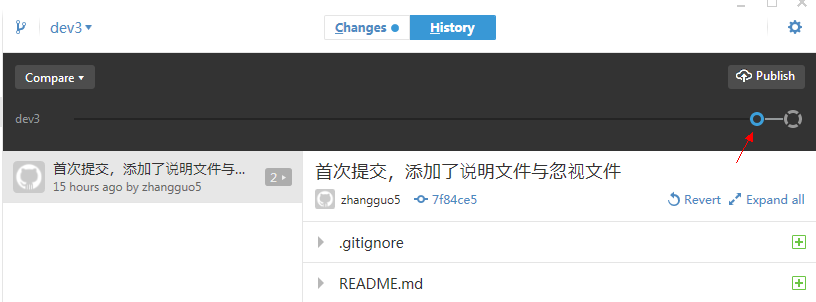 dev3
Changes
History
Compare
Publish
dev3
首次提交，添加了说明文件与...
15 hours ago by zhangguo5
2
首次提交，添加了说明文件与忽视文件
zhangguo5
7f84ce5
Revert
Expand all
.gitignore
README.md